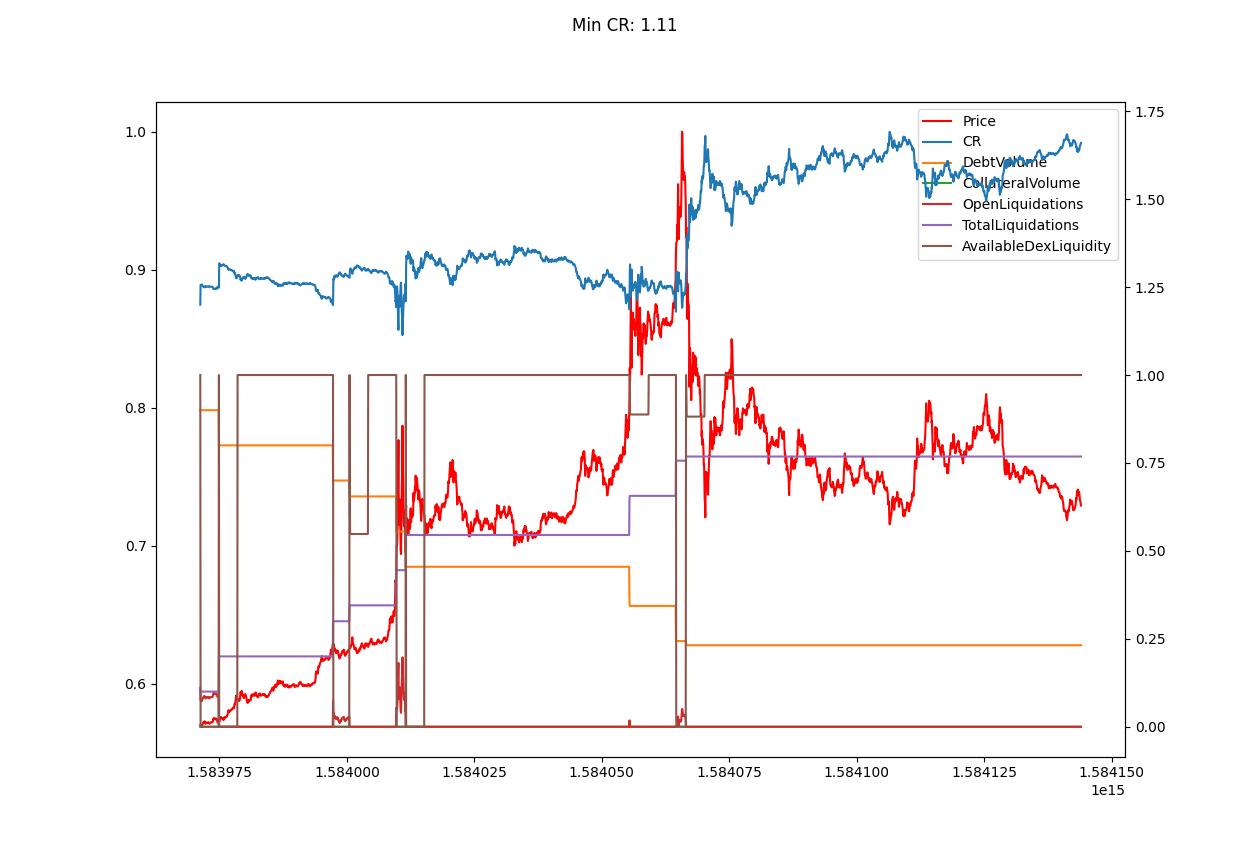 Min CR: 1.11
1.0
0.9
0.8
0.7
0.6
1.75
1.50
1.25
1.00
0.75
0.50
0.25
0.00
Price
CR
DebtVolume
CollateralVolume
OpenLiquidations
TotalLiquidations
AvailableDexLiquidity
1.583975 1.584000 1.584025 1.584050 1.584075 1.584100 1.584125 1.584150
1e15